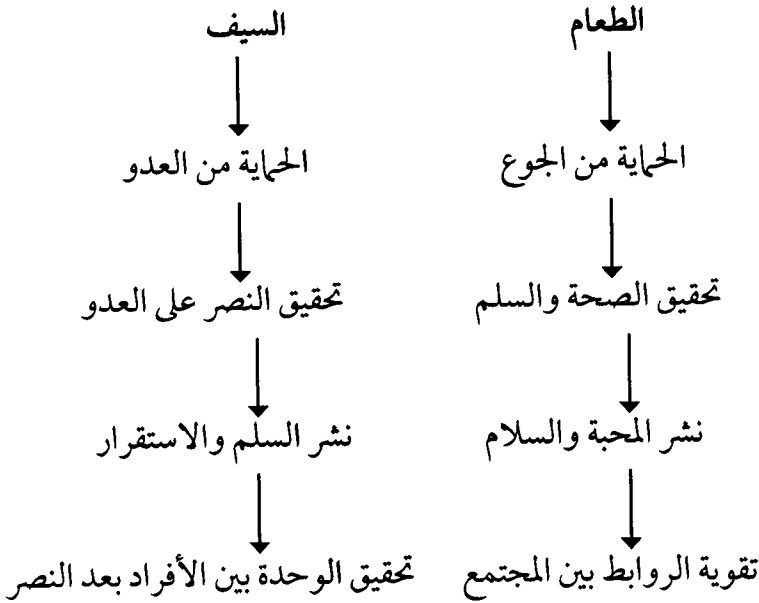 الطعام
السيف
الحماية من الجوع
الحماية من العدو
تحقيق الصحة والسلم
تحقيق النصر على العدو
نشر المحبة والسلام
نشر السلم والاستقرار
تقوية الروابط بين المجتمع
تحقيق الوحدة بين الأفراد بعد النصر